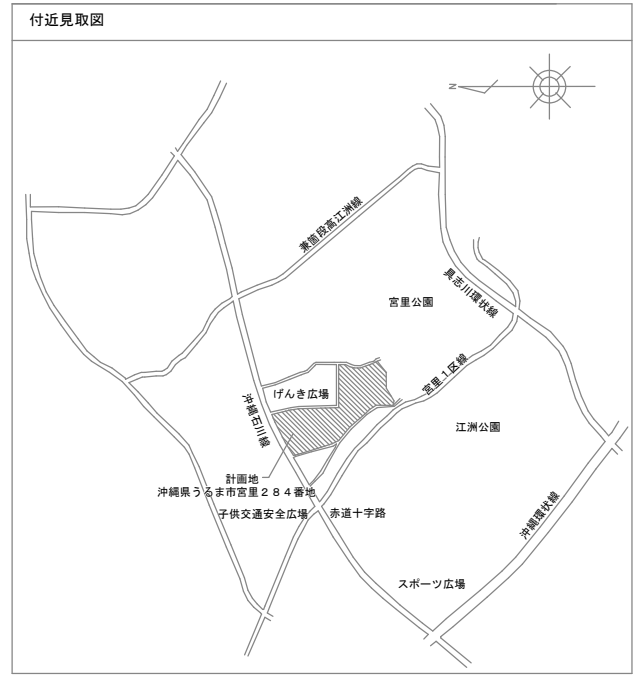 付近見取図
N
兼箇段高江洲線
具志川環状線
宮里公園
宮里1区線
げんき広場
沖縄石川線
江洲公園
計画地
沖縄県うるま市宮里284番地
子供交通安全広場
赤道十字路
沖縄環状線
スポーツ広場